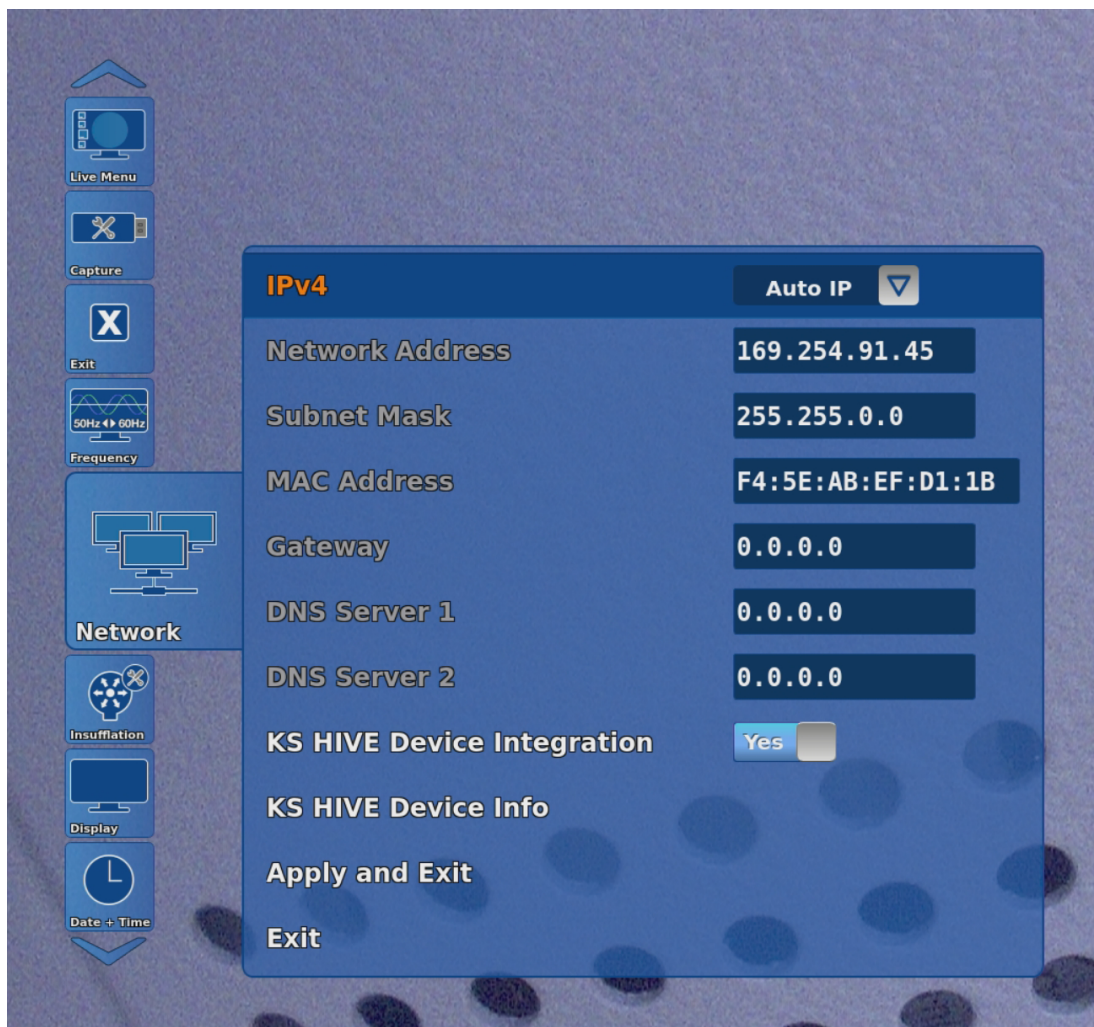 Live Menu
Capture
X
Exit
50Hz 60Hz
Frequency
Network
Insufflation
Display
Date + Time
IPv4 Auto IP
Network Address 169.254.91.45
Subnet Mask 255.255.0.0
MAC Address F4:5E:AB:EF:D1:1B
Gateway 0.0.0.0
DNS Server 1 0.0.0.0
DNS Server 2 0.0.0.0
KS HIVE Device Integration Yes
KS HIVE Device Info
Apply and Exit
Exit